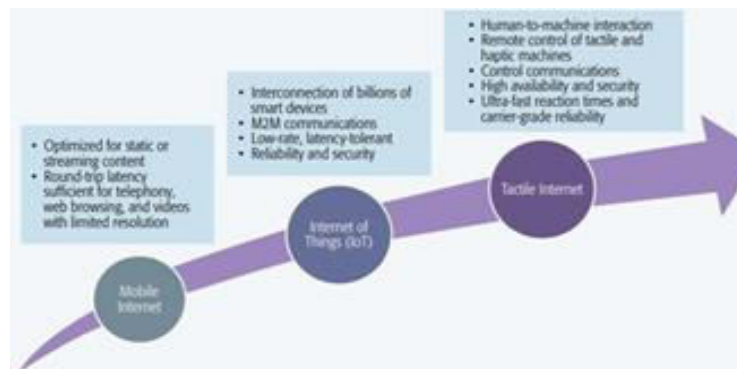 • Human-to-machine interaction
• Remote control of tactile and
haptic machines
• Control communications
• High availability and security
• Ultra-fast reaction times and
carrier-grade reliability
• Interconnection of billions of
smart devices
• M2M communications
• Low-rate, latency-tolerant
• Reliability and security
• Optimized for static or
streaming content
• Round-trip latency
sufficient for telephony,
web browsing, and videos
with limited resolution
Tactile Internet
Internet of
Things (IoT)
Mobile
Internet